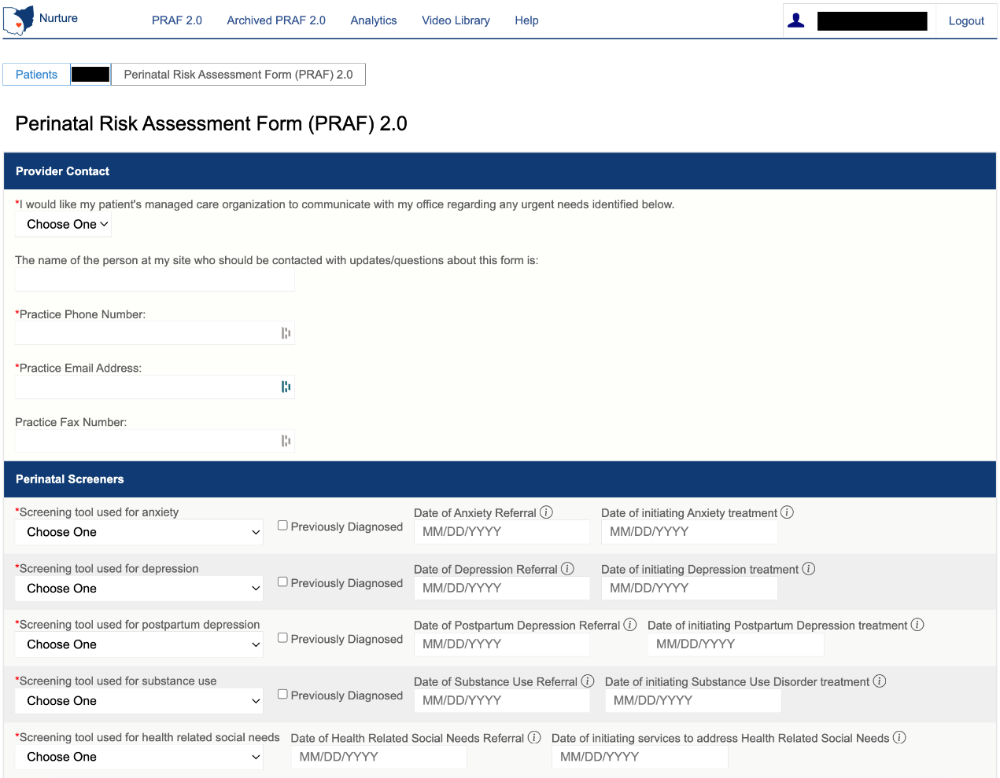 Nurture
PRAF 2.0 Archived PRAF 2.0 Analytics Video Library Help
Logout
Patients
Perinatal Risk Assessment Form (PRAF) 2.0
Perinatal Risk Assessment Form (PRAF) 2.0
Provider Contact
*I would like my patient's managed care organization to communicate with my office regarding any urgent needs identified below.
Choose One
The name of the person at my site who should be contacted with updates/questions about this form is:
*Practice Phone Number:
*Practice Email Address:
Practice Fax Number:
Perinatal Screeners
*Screening tool used for anxiety
Choose One
Previously Diagnosed
Date of Anxiety Referral
MM/DD/YYYY
Date of initiating Anxiety treatment
MM/DD/YYYY
*Screening tool used for depression
Choose One
Previously Diagnosed
Date of Depression Referral
MM/DD/YYYY
Date of initiating Depression treatment
MM/DD/YYYY
*Screening tool used for postpartum depression
Choose One
Previously Diagnosed
Date of Postpartum Depression Referral
MM/DD/YYYY
Date of initiating Postpartum Depression treatment
MM/DD/YYYY
*Screening tool used for substance use
Choose One
Previously Diagnosed
Date of Substance Use Referral
MM/DD/YYYY
Date of initiating Substance Use Disorder treatment
MM/DD/YYYY
*Screening tool used for health related social needs
Choose One
Date of Health Related Social Needs Referral
MM/DD/YYYY
Date of initiating services to address Health Related Social Needs
MM/DD/YYYY